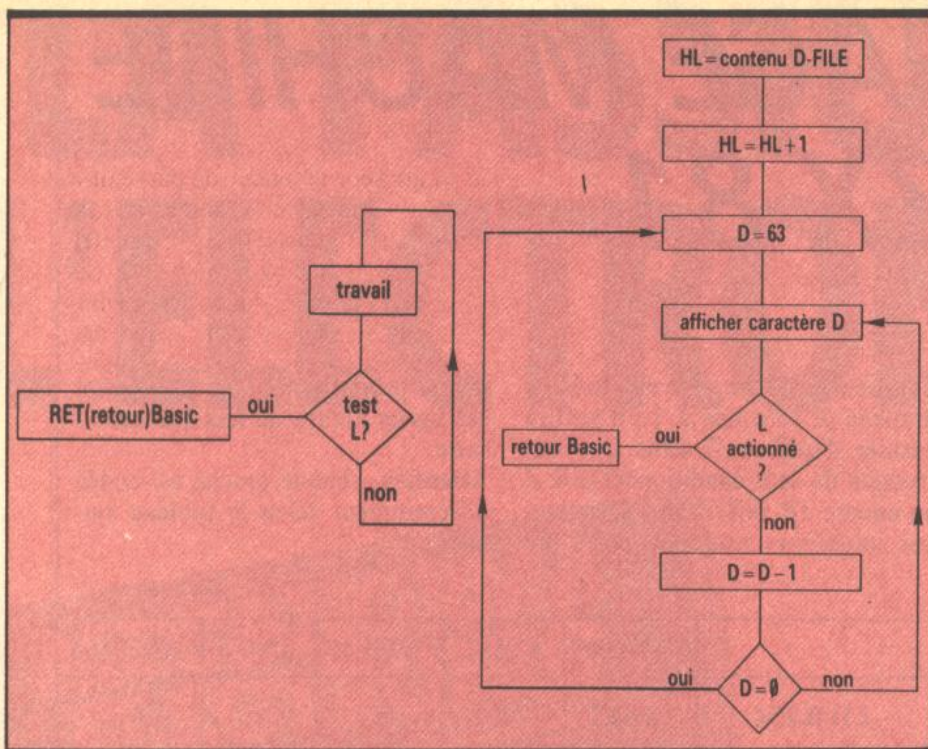 travail
test
L?
oui
RET(retour)Basic
non
HL=contenu D-FILE
HL=HL+1
D=63
afficher caractère D
L
actionné
?
oui
retour Basic
non
D=D-1
D=0
oui
non